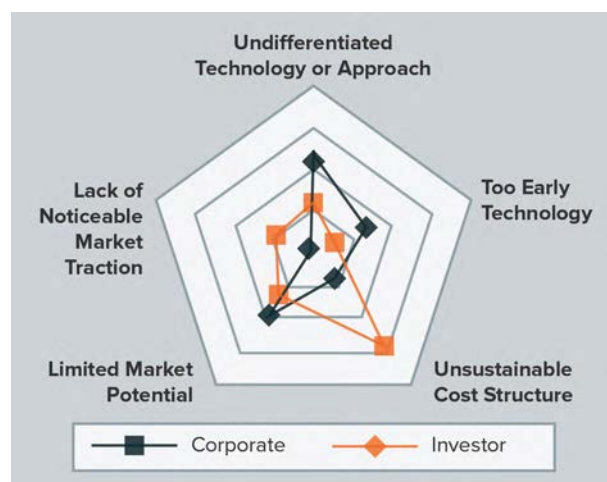 Undifferentiated
Technology or Approach
Lack of
Noticeable
Market
Traction
Too Early
Technology
Limited Market
Potential
Unsustainable
Cost Structure
Corporate
Investor